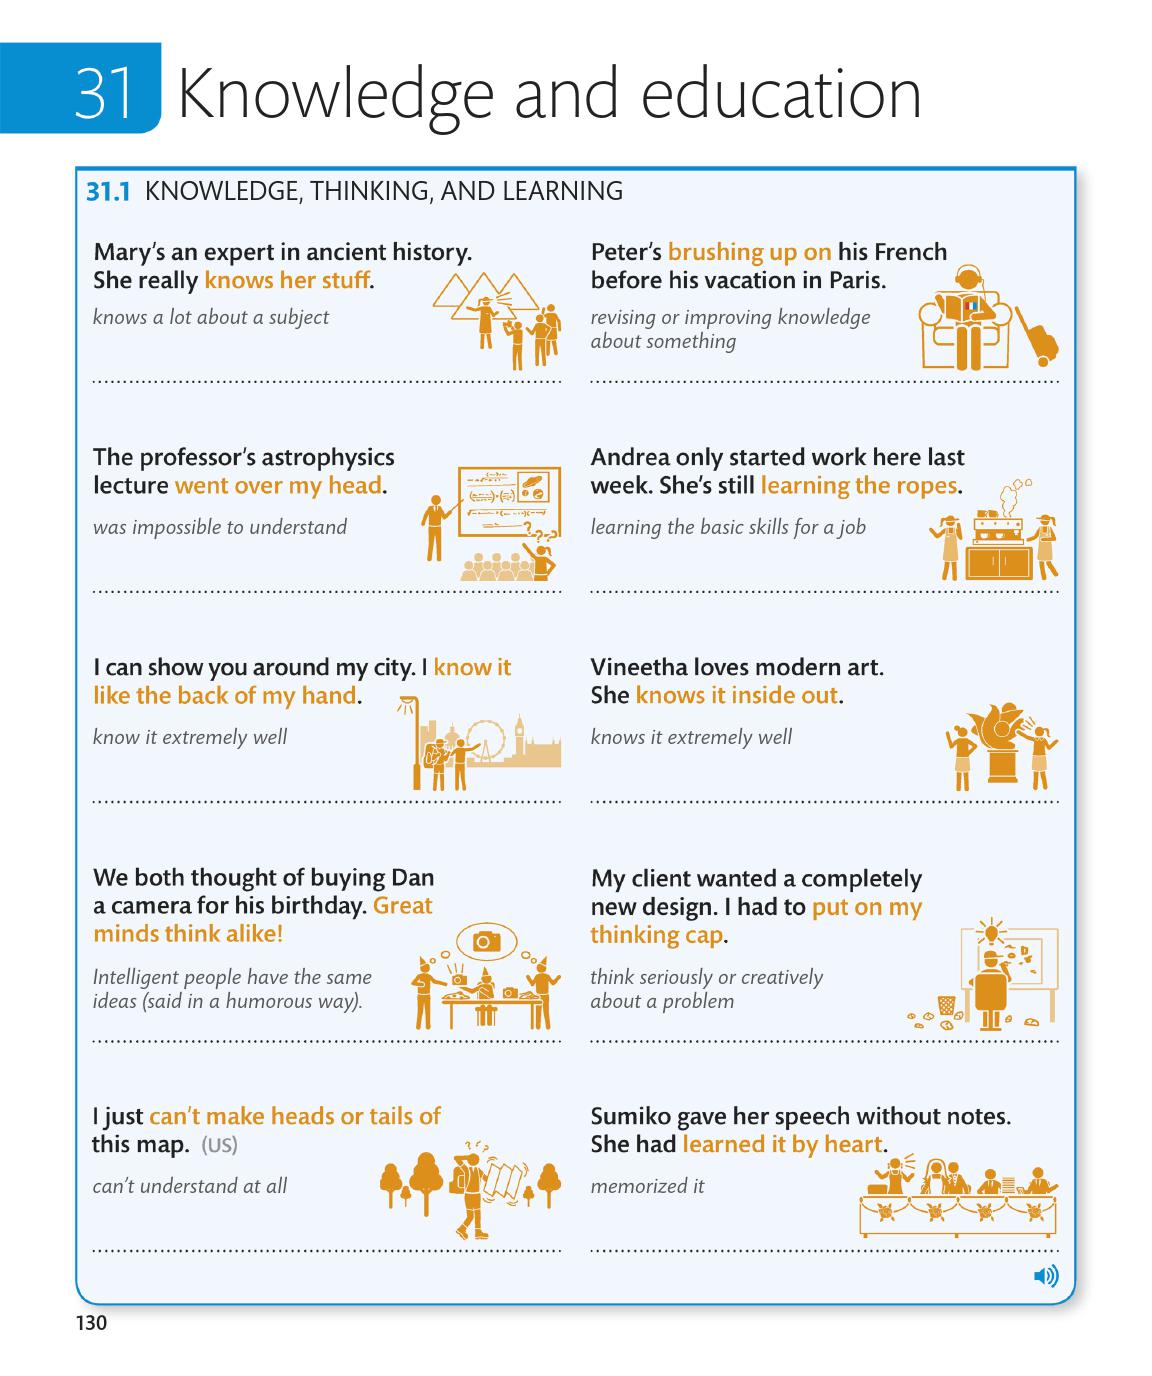 31 Knowledge and education
31.1 KNOWLEDGE, THINKING, AND LEARNING
Mary's an expert in ancient history.
She really knows her stuff.
knows a lot about a subject
Peter's brushing up on his French
before his vacation in Paris.
revising or improving knowledge
about something
The professor's astrophysics
lecture went over my head.
was impossible to understand
Andrea only started work here last
week. She's still learning the ropes.
learning the basic skills for a job
I can show you around my city. I know it
like the back of my hand.
know it extremely well
Vineetha loves modern art.
She knows it inside out.
knows it extremely well
We both thought of buying Dan
a camera for his birthday. Great
minds think alike!
Intelligent people have the same
ideas (said in a humorous way).
My client wanted a completely
new design. I had to put on my
thinking cap.
think seriously or creatively
about a problem
I just can't make heads or tails of
this map. (US)
can't understand at all
Sumiko gave her speech without notes.
She had learned it by heart.
memorized it
130